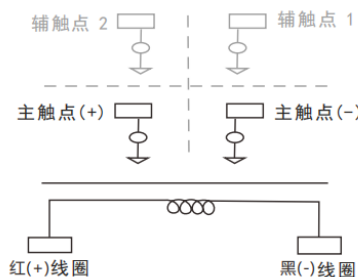 辅触点 2
辅触点 1
主触点(+)
主触点(-)
红(+)线圈
黑(-)线圈